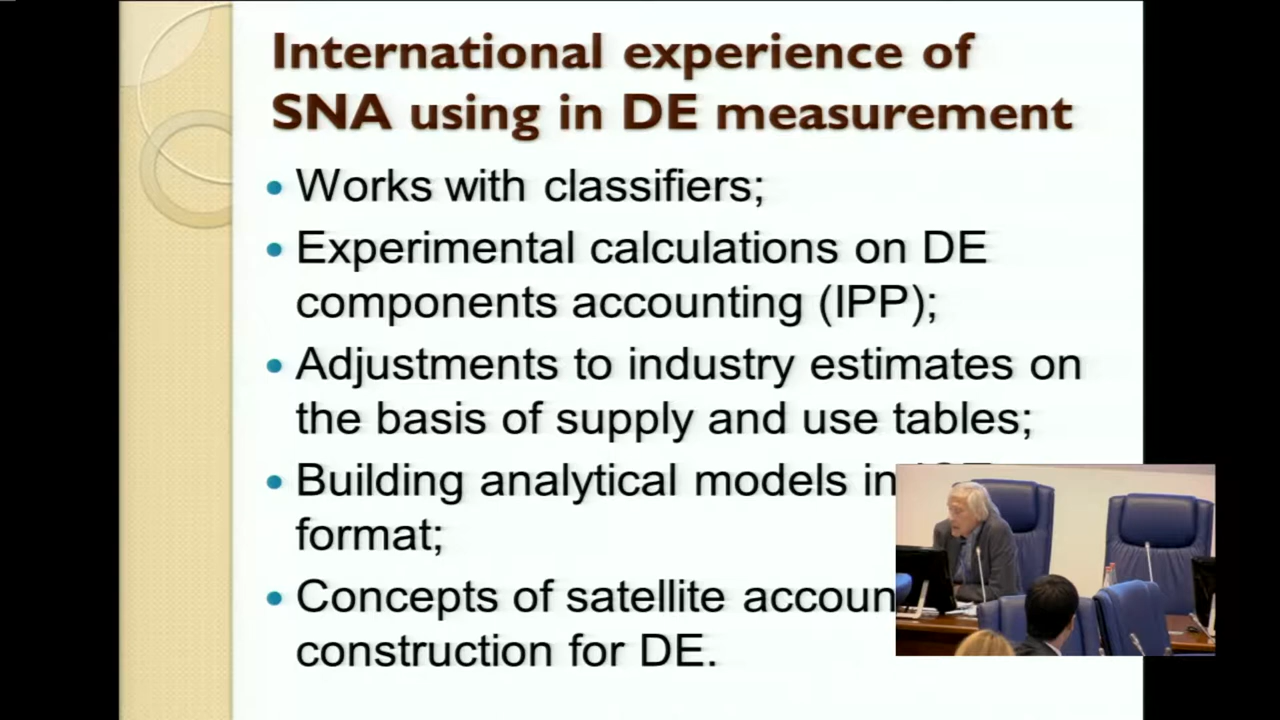 International experience of
SNA using in DE measurement
Works with classifiers;
Experimental calculations on DE
components accounting (IPP);
Adjustments to industry estimates on
the basis of supply and use tables;
Building analytical models in
format;
Concepts of satellite
construction for DE.